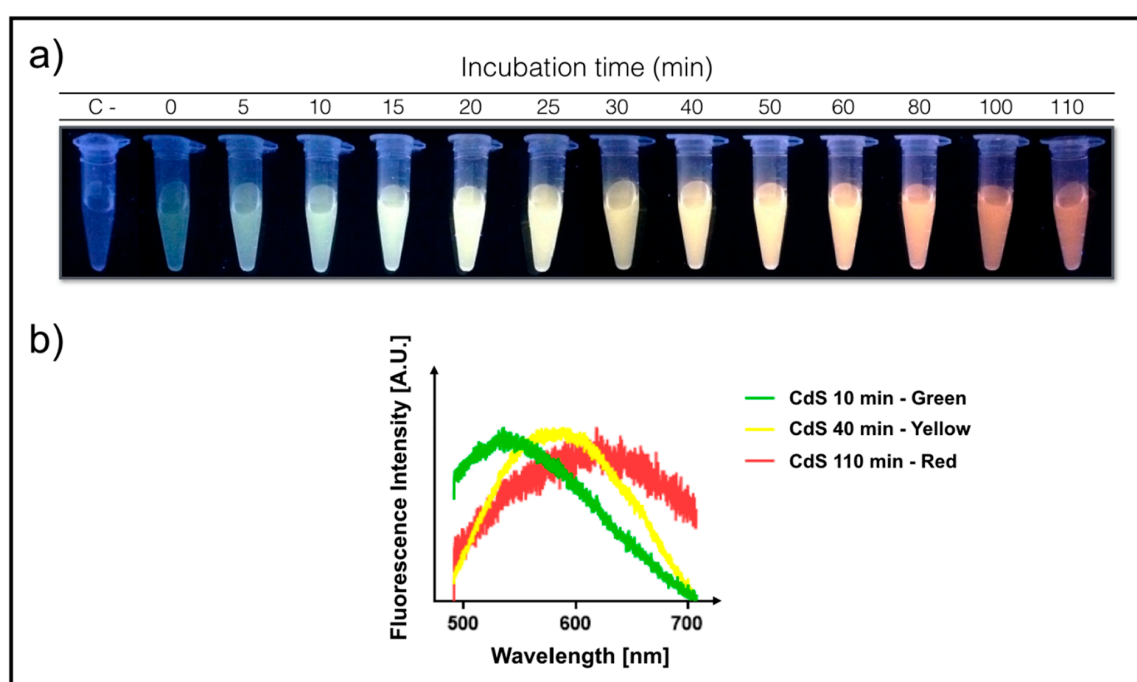 a)
Incubation time (min)
C - 0 5 10 15 20 25 30 40 50 60 80 100 110
b)
Fluorescence Intensity [A.U.]
CdS 10 min - Green
CdS 40 min - Yellow
CdS 110 min - Red
500 600 700
Wavelength [nm]